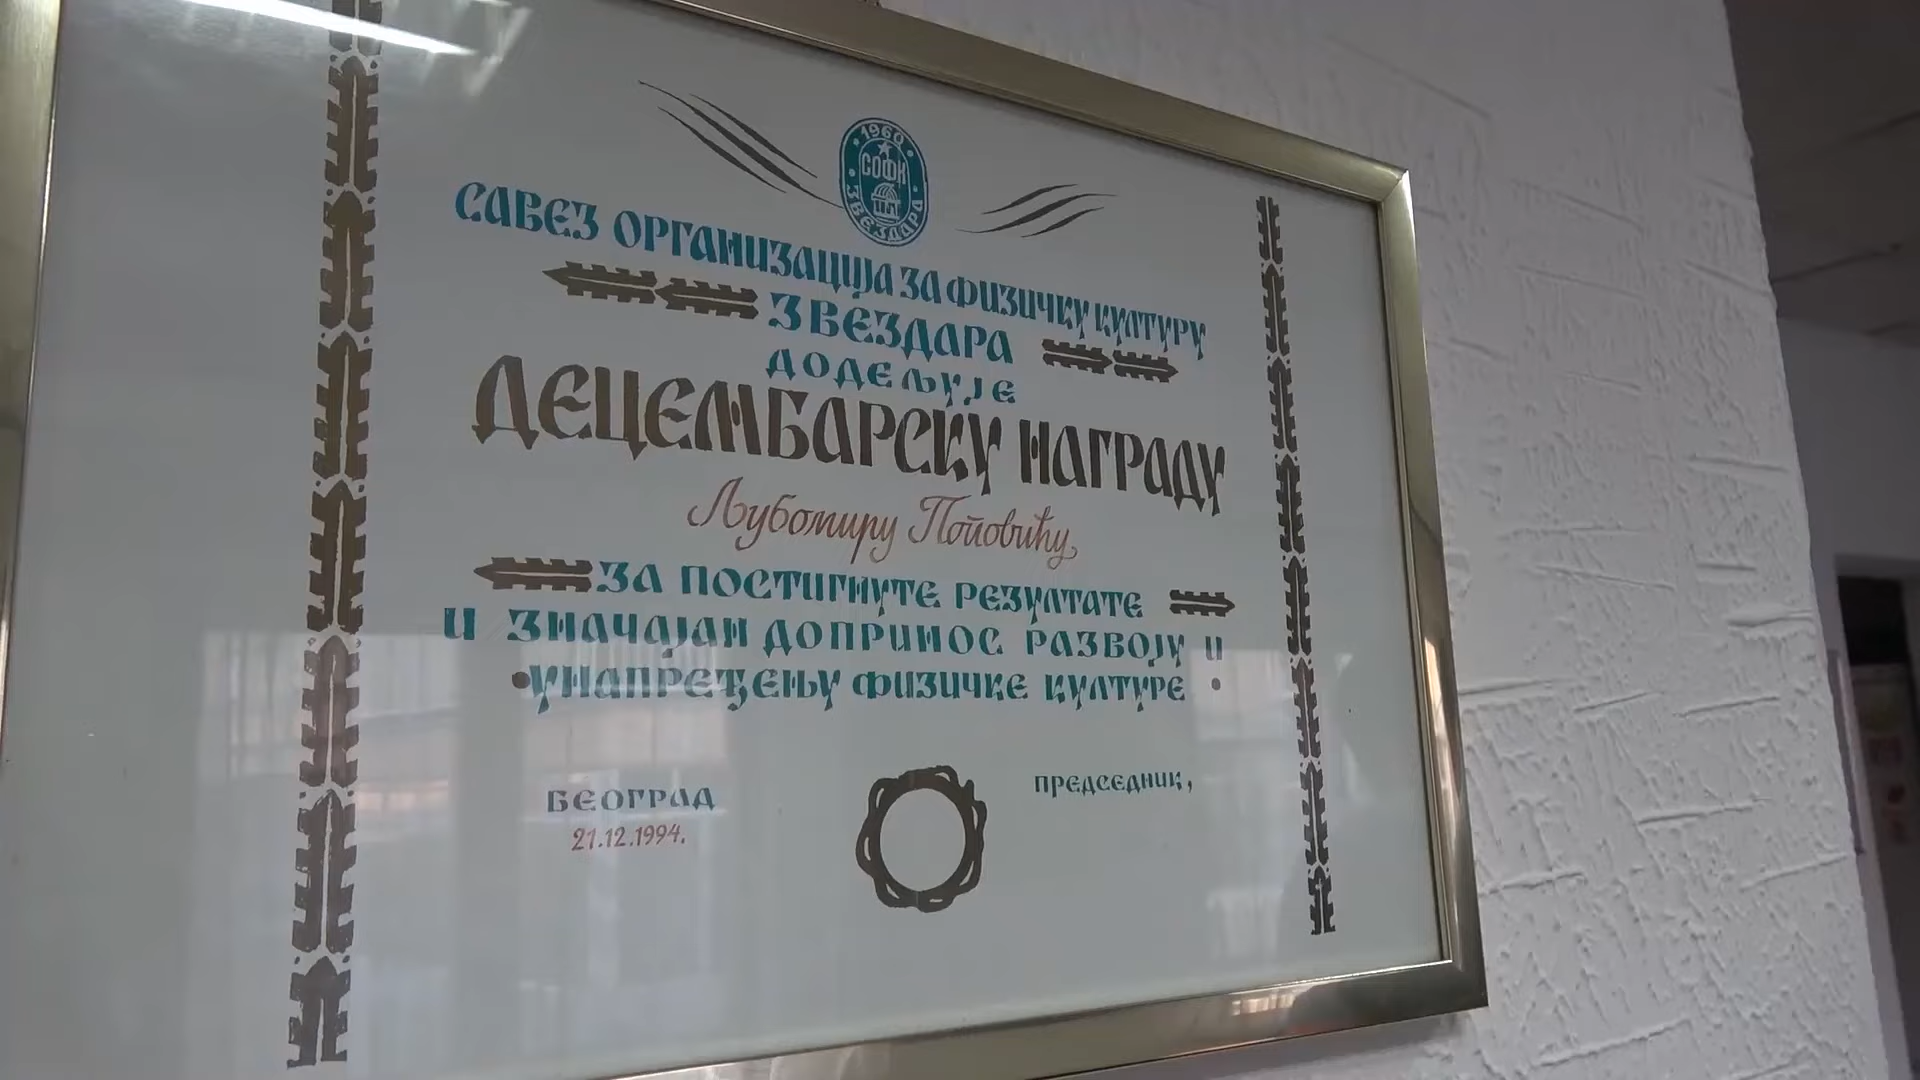 1960
СОФК
ЗВЕЗДАРА
САВЕЗ ОРГАНИЗАЦИЈА ЗА ФИЗИЧКУ КУЛТУРУ
ЗВЕЗДАРА
ДОДЕЉУЈЕ
ДЕЦЕМБАРСКУ НАГРАДУ
Љубомиру Поповићу
ЗА ПОСТИГНУТЕ РЕЗУЛТАТЕ
И ЗНАЧАЈАН ДОПРИНОС РАЗВОЈУ И
• УНАПРЕЂЕЊУ ФИЗИЧКЕ КУЛТУРЕ •
БЕОГРАД
21.12.1994.
ПРЕДСЕДНИК,